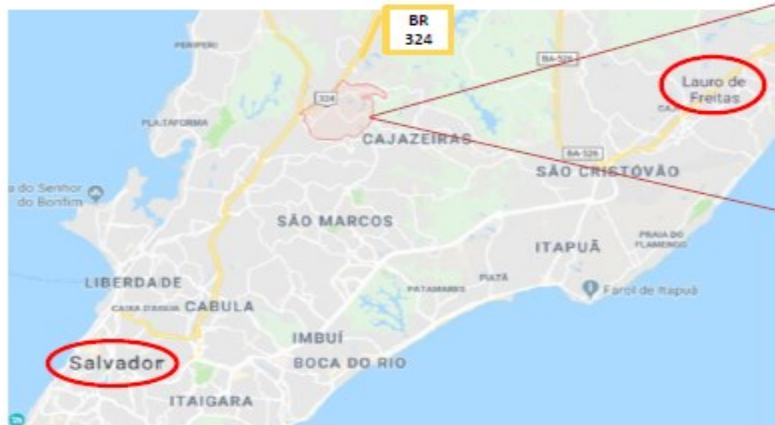 BR
324
PERIPERI
BA-526
Lauro de
Freitas
324
PLATAFORMA
CAJAZEIRAS
BA-526
SÃO CRISTÓVÃO
a do Senhor
do Bonfim
SÃO MARCOS
PRAIA DO
FLAMENGO
ITAPUÃ
LIBERDADE
PIATÃ
PATAMARES
Farol de Itapuã
CAIXA D'ÁGUA
CABULA
IMBUÍ
Salvador
BOCA DO RIO
ITAIGARA